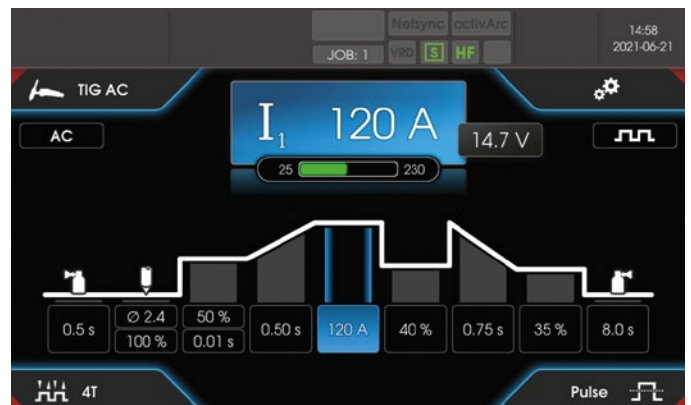 Netsync octivArc
14:58
2021-06-21
JOB: 1 VRD S HF
TIG AC
AC
I1 120 A
14.7 V
25 230
0.5 s
Ø 2.4
100 %
50 %
0.01 s
0.50 s
120 A
40 %
0.75 s
35 %
8.0 s
4T
Pulse